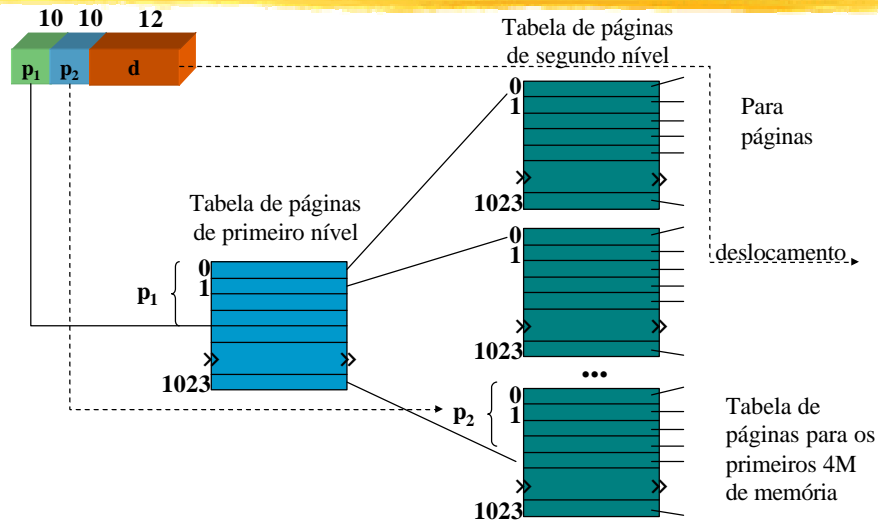 10 10 12
p1 p2 d
Tabela de páginas
de segundo nível
0
1
1023
Para
páginas
Tabela de páginas
de primeiro nível
p1
0
1
1023
0
1
1023
deslocamento
...
p2
0
1
1023
Tabela de
páginas para os
primeiros 4M
de memória